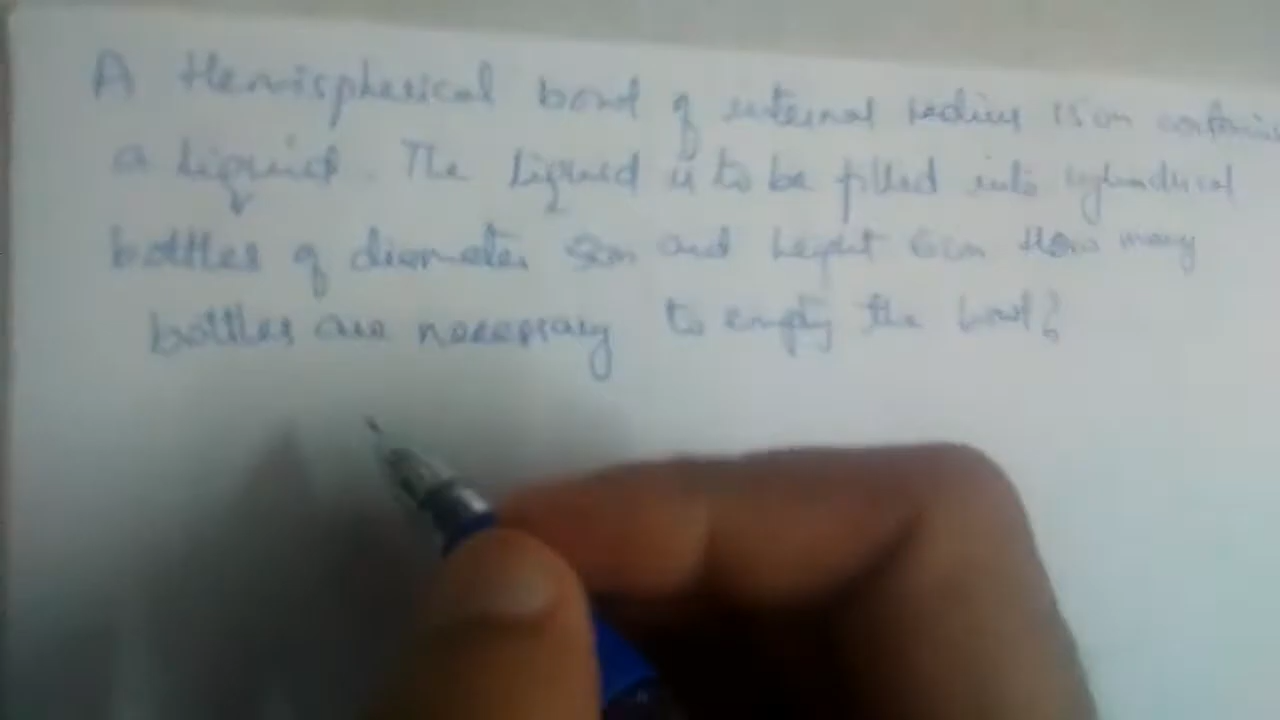 A Hemispherical bowl of internal radius 15cm contains
a liquid. The liquid is to be filled into cylindrical
bottles of diameter 5cm and height 6cm How many
bottles are necessary to empty the bowl?